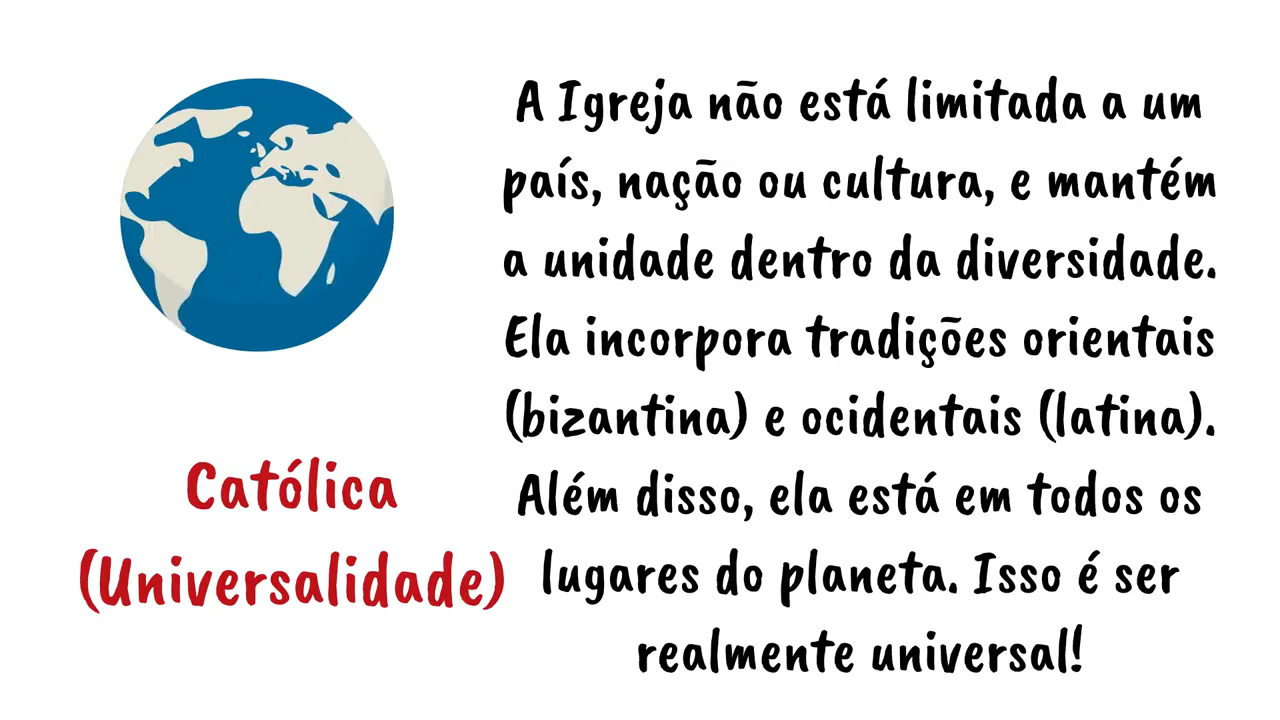 A Igreja não está limitada a um
país, nação ou cultura, e mantém
a unidade dentro da diversidade.
Ela incorpora tradições orientais
(bizantina) e ocidentais (latina).
Além disso, ela está em todos os
lugares do planeta. Isso é ser
realmente universal!
Católica
(Universalidade)